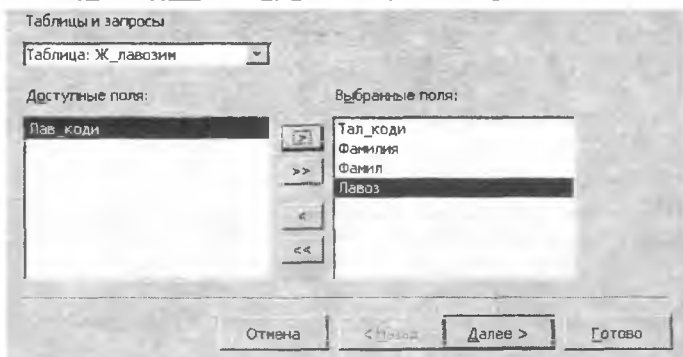 Таблицы и запросы
Таблица: Ж_лавозим
Доступные поля:
Выбранные поля:
Лав_коди
Тал_коди
Фамилия
Фамил
Лавоз
>
>>
<
<<
Отмена
< Назад
Далее >
Готово